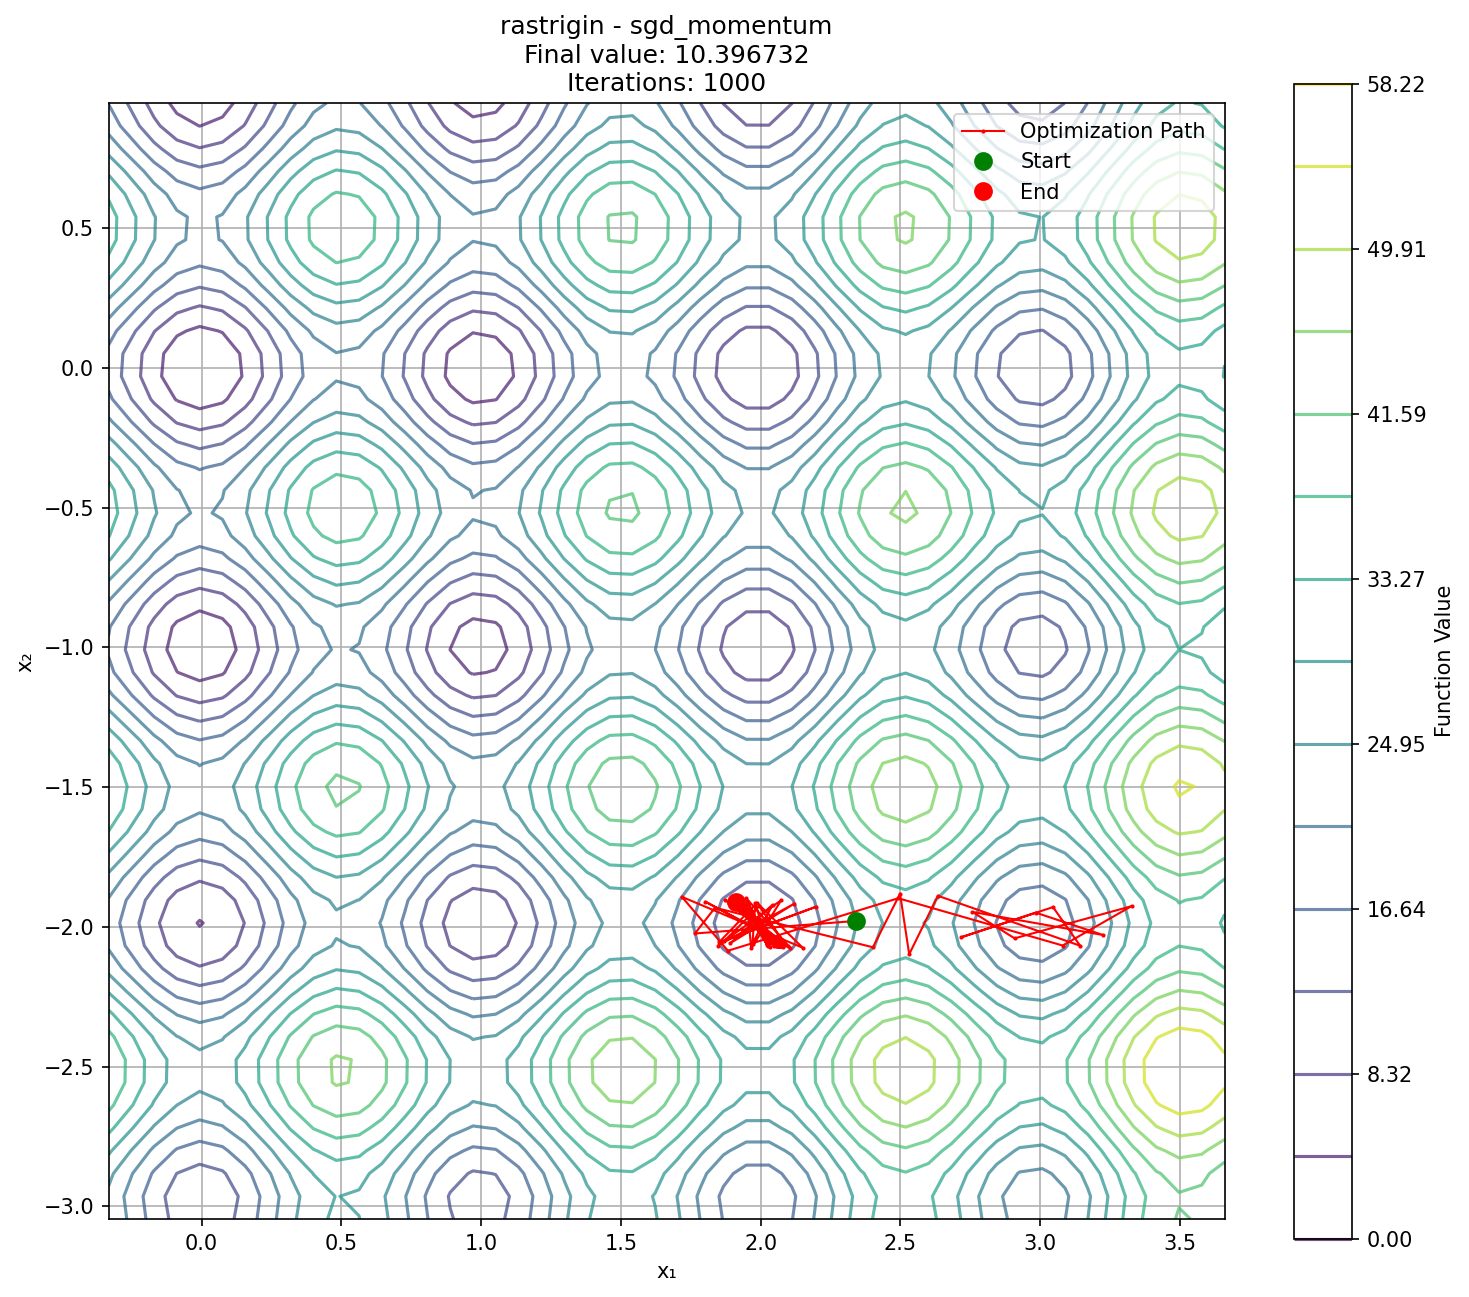 rastrigin - sgd_momentum
Final value: 10.396732
Iterations: 1000
Optimization Path
Start
End
0.5
0.0
−0.5
−1.0
−1.5
−2.0
−2.5
−3.0
x₂
0.0 0.5 1.0 1.5 2.0 2.5 3.0 3.5
x₁
58.22
49.91
41.59
33.27
24.95
16.64
8.32
0.00
Function Value